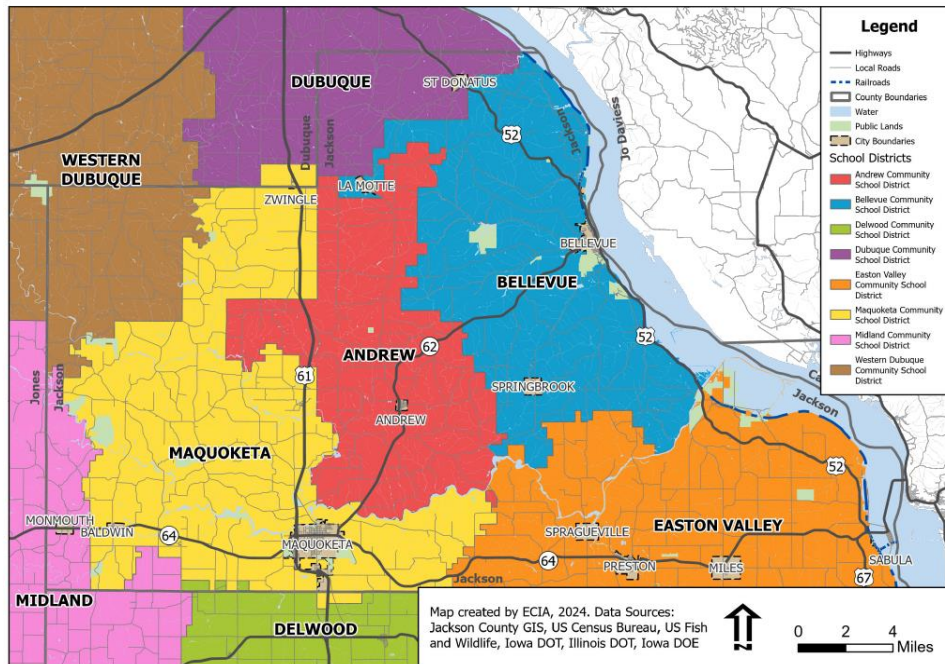 Legend
Highways
Local Roads
Railroads
County Boundaries
Water
Public Lands
City Boundaries
School Districts
Andrew Community
School District
Bellevue Community
School District
Delwood Community
School District
Dubuque Community
School District
Easton Valley
Community School
District
Maquoketa Community
School District
Midland Community
School District
Western Dubuque
Community School
District
DUBUQUE
ST DONATUS
52
Jackson
Jo Daviess
WESTERN
DUBUQUE
Dubuque
Jackson
LA MOTTE
ZWINGLE
BELLEVUE
BELLEVUE
52
ANDREW
62
61
SPRINGBROOK
Jones
Jackson
ANDREW
Jackson
MAQUOKETA
52
MONMOUTH
BALDWIN
64
MAQUOKETA
SPRAGUEVILLE
EASTON VALLEY
64
PRESTON
MILES
SABULA
67
Jackson
MIDLAND
DELWOOD
Map created by ECIA, 2024. Data Sources:
Jackson County GIS, US Census Bureau, US Fish
and Wildlife, Iowa DOT, Illinois DOT, Iowa DOE
N
0 2 4
Miles